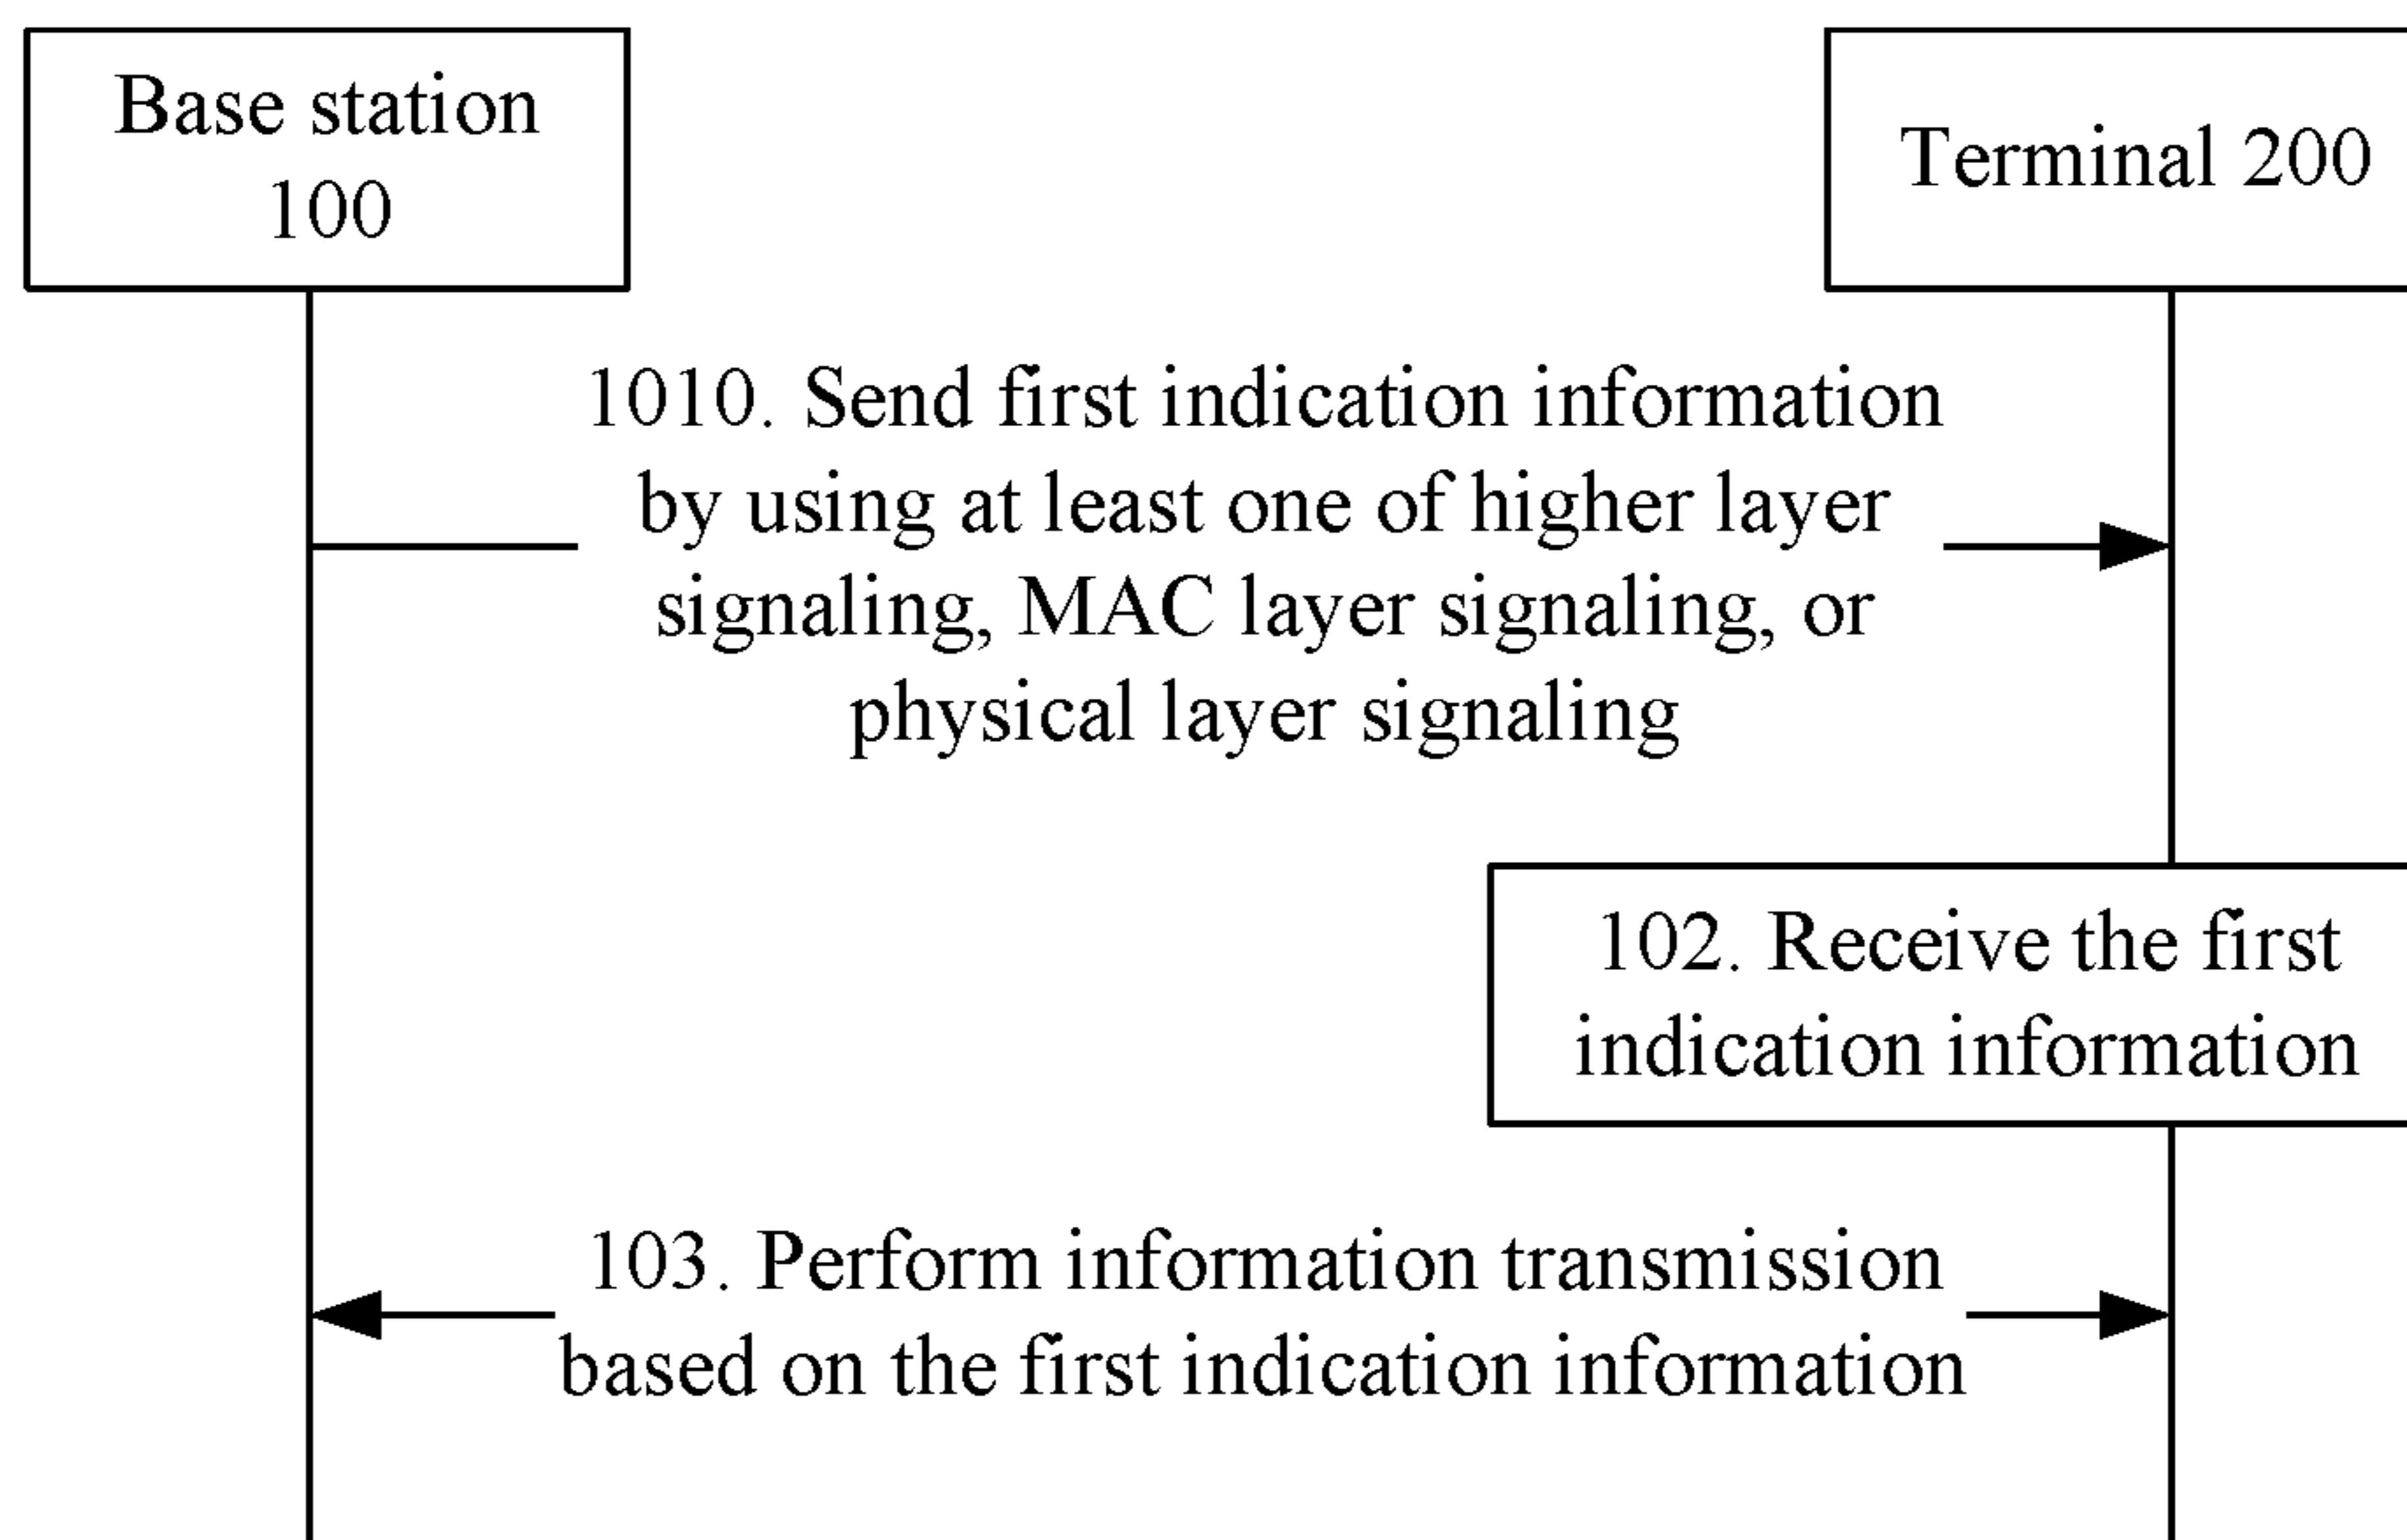 Base station
100
Terminal 200
1010. Send first indication information
by using at least one of higher layer
signaling, MAC layer signaling, or
physical layer signaling
102. Receive the first
indication information
103. Perform information transmission
based on the first indication information